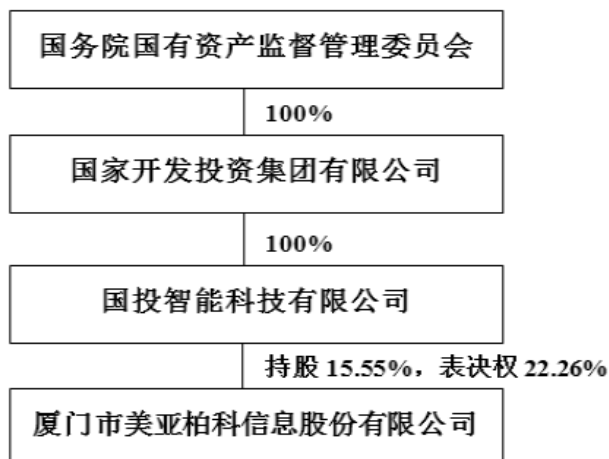 国务院国有资产监督管理委员会
100%
国家开发投资集团有限公司
100%
国投智能科技有限公司
持股 15.55%，表决权 22.26%
厦门市美亚柏科信息股份有限公司